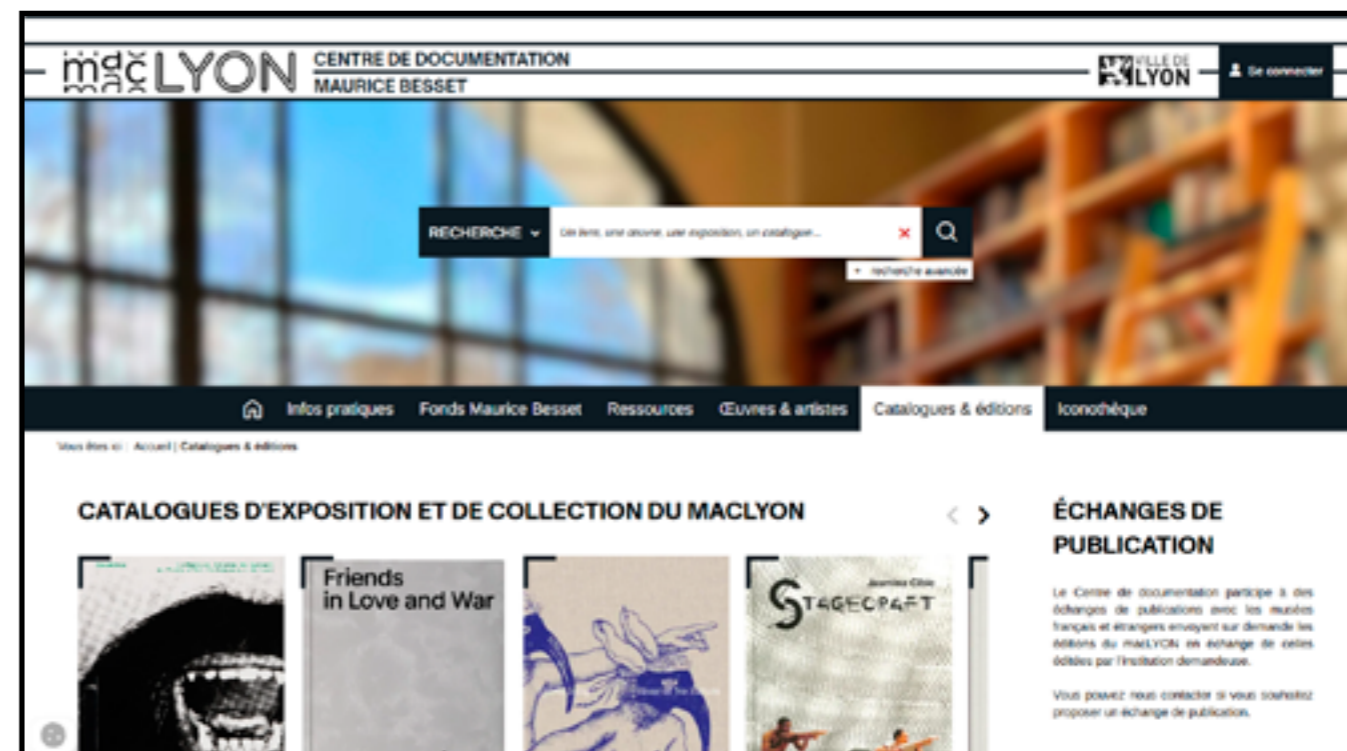 mac LYON
CENTRE DE DOCUMENTATION
MAURICE BESSET
VILLE DE
LYON
Se connecter
RECHERCHE
Un livre, une œuvre, une exposition, un catalogue...
+ recherche avancée
Infos pratiques
Fonds Maurice Besset
Ressources
Œuvres & artistes
Catalogues & éditions
Iconothèque
Vous êtes ici : Accueil | Catalogues & éditions
CATALOGUES D'EXPOSITION ET DE COLLECTION DU MACLYON
Friends
in Love and War
Jasmina Cibic
STAGECRAFT
ÉCHANGES DE
PUBLICATION
Le Centre de documentation participe à des
échanges de publications avec les musées
français et étrangers envoyant sur demande les
éditions du macLYON en échange de celles
éditées par l'institution demandeuse.
Vous pouvez nous contacter si vous souhaitez
proposer un échange de publication.